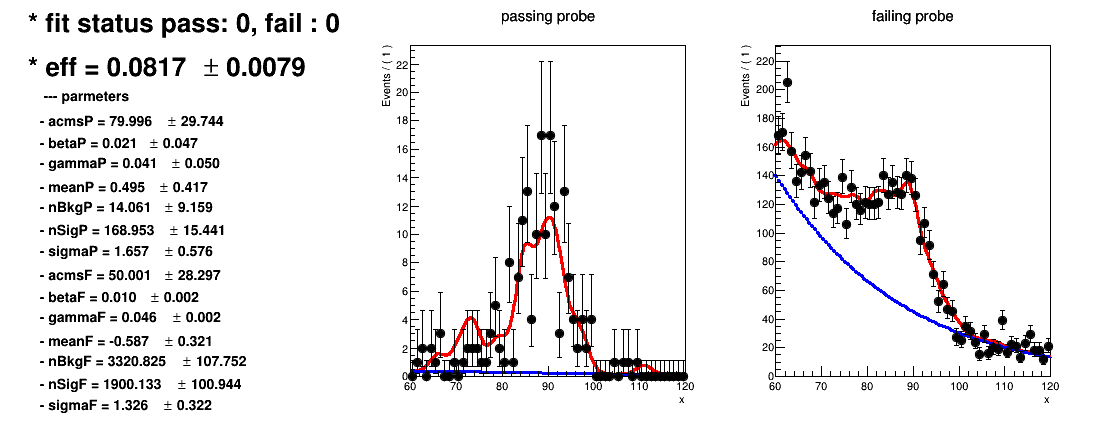 * fit status pass: 0, fail : 0
* eff = 0.0817 ± 0.0079
--- parmeters
- acmsP = 79.996 ± 29.744
- betaP = 0.021 ± 0.047
- gammaP = 0.041 ± 0.050
- meanP = 0.495 ± 0.417
- nBkgP = 14.061 ± 9.159
- nSigP = 168.953 ± 15.441
- sigmaP = 1.657 ± 0.576
- acmsF = 50.001 ± 28.297
- betaF = 0.010 ± 0.002
- gammaF = 0.046 ± 0.002
- meanF = -0.587 ± 0.321
- nBkgF = 3320.825 ± 107.752
- nSigF = 1900.133 ± 100.944
- sigmaF = 1.326 ± 0.322
passing probe
Events / ( 1 )
22
20
18
16
14
12
10
8
6
4
2
0
60 70 80 90 100 110 120
x
failing probe
Events / ( 1 )
220
200
180
160
140
120
100
80
60
40
20
0
60 70 80 90 100 110 120
x